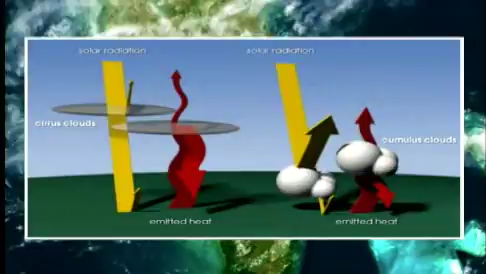 solar radiation
solar radiation
cirrus clouds
cumulus clouds
emitted heat
emitted heat